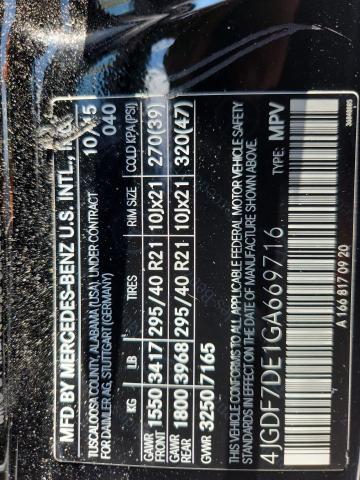 MFD BY MERCEDES-BENZ U.S. INTL., INC.
TUSCALOOSA COUNTY, ALABAMA (USA), UNDER CONTRACT 10/15
FOR DAIMLER AG, STUTTGART (GERMANY) 040
KG LB TIRES RIM SIZE COLD KPA(PSI)
GAWR FRONT 1550 3417 295/40 R21 10Jx21 270(39)
GAWR REAR 1800 3968 295/40 R21 10Jx21 320(47)
GVWR 3250 7165
THIS VEHICLE CONFORMS TO ALL APPLICABLE FEDERAL MOTOR VEHICLE SAFETY
STANDARDS IN EFFECT ON THE DATE OF MANUFACTURE SHOWN ABOVE.
4JGDF7DE1GA669716 TYPE: MPV
A 166 817 09 20